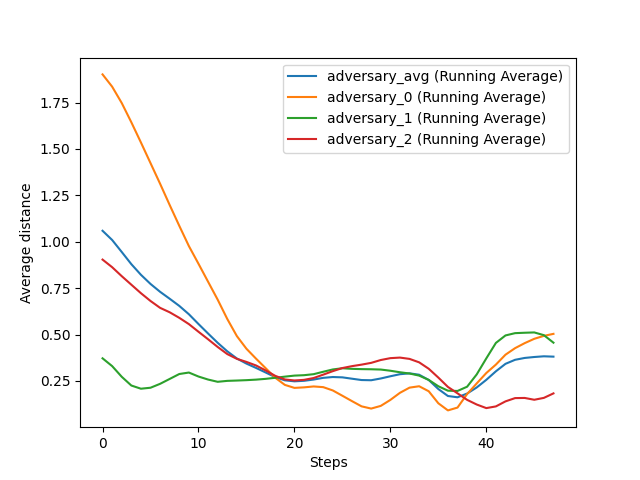 adversary_avg (Running Average)
adversary_0 (Running Average)
adversary_1 (Running Average)
adversary_2 (Running Average)
Average distance
1.75
1.50
1.25
1.00
0.75
0.50
0.25
0 10 20 30 40
Steps